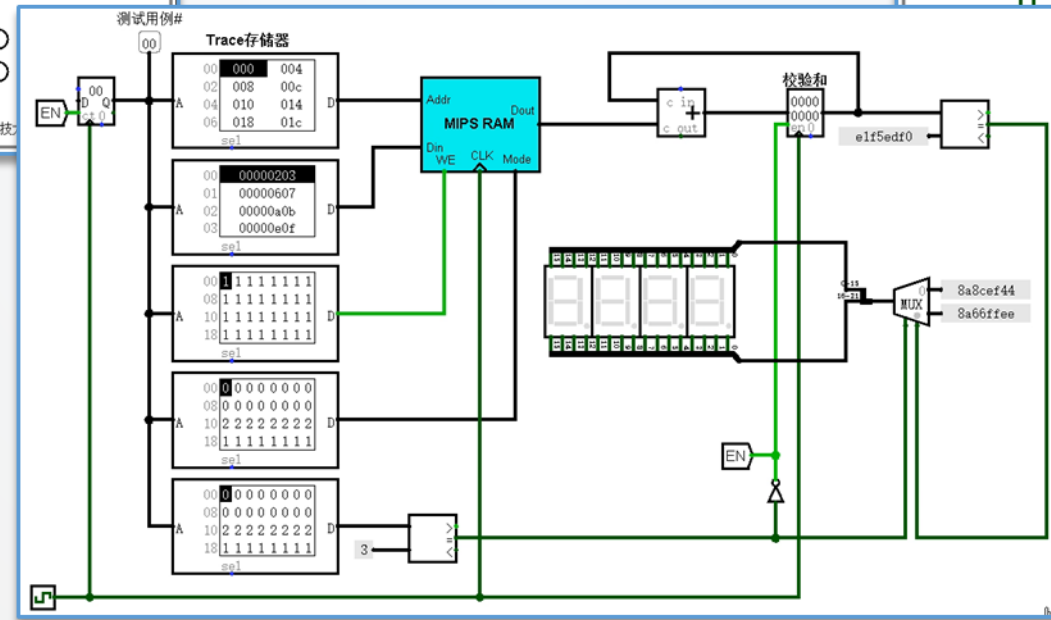 测试用例#
00
Trace存储器
EN
00
D Q
ct 0
A
00 000 004
02 008 00c
04 010 014
06 018 01c
D
sel
A
00 00000203
01 00000607
02 00000a0b
03 00000e0f
D
sel
A
00 1 1 1 1 1 1 1 1
08 1 1 1 1 1 1 1 1
10 1 1 1 1 1 1 1 1
18 1 1 1 1 1 1 1 1
D
sel
A
00 0 0 0 0 0 0 0 0
08 0 0 0 0 0 0 0 0
10 2 2 2 2 2 2 2 2
18 1 1 1 1 1 1 1 1
D
sel
A
00 0 0 0 0 0 0 0 0
08 0 0 0 0 0 0 0 0
10 2 2 2 2 2 2 2 2
18 1 1 1 1 1 1 1 1
D
sel
Addr
Dout
MIPS RAM
Din
WE CLK Mode
c in
+
c out
校验和
0000
0000
en 0
>
=
<
e1f5edf0
0-15
16-31
MUX
0
8a8cef44
8a66ffee
EN
3
>
=
<
技